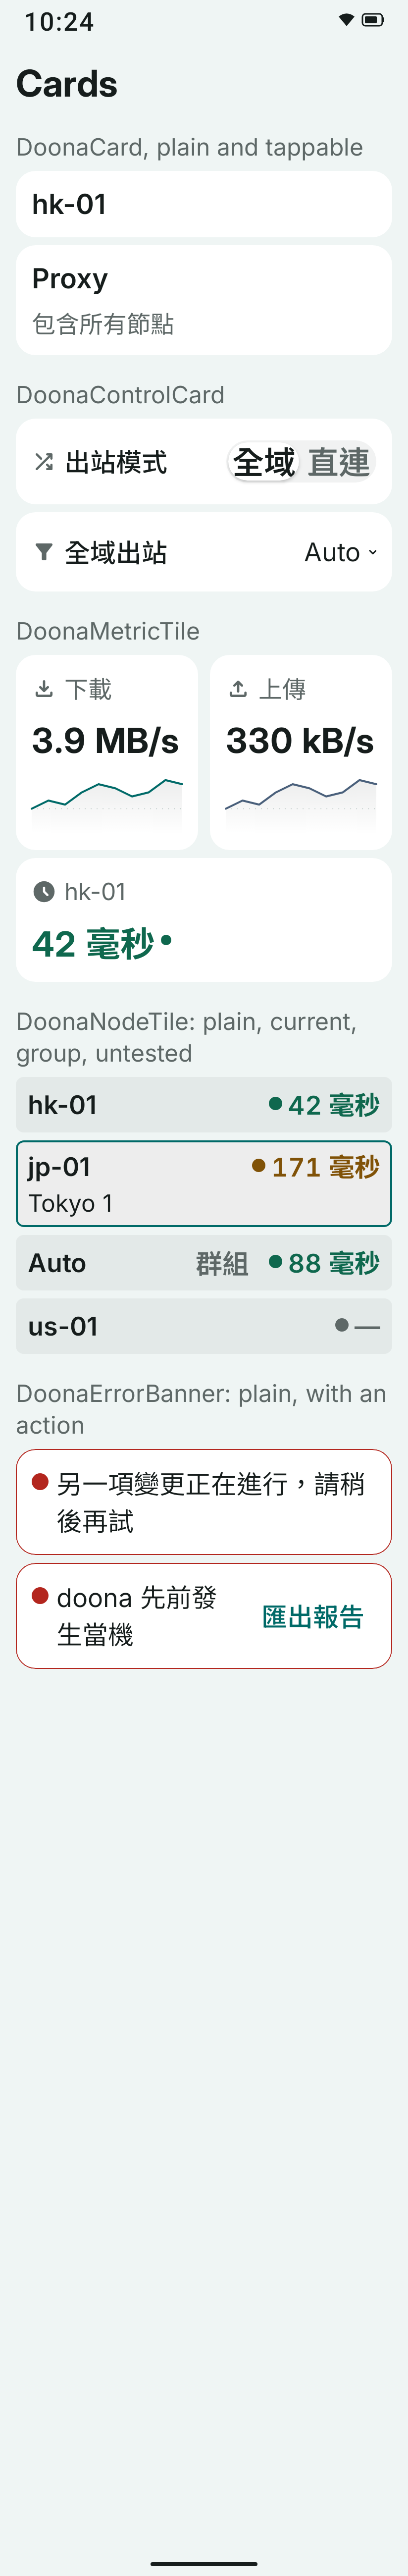 10:24
Cards
DoonaCard, plain and tappable
hk-01
Proxy
包含所有節點
DoonaControlCard
出站模式 全域 直連
全域出站 Auto
DoonaMetricTile
下載 上傳
3.9 MB/s 330 kB/s
hk-01
42 毫秒
DoonaNodeTile: plain, current,
group, untested
hk-01 42 毫秒
jp-01 171 毫秒
Tokyo 1
Auto 群組 88 毫秒
us-01 —
DoonaErrorBanner: plain, with an
action
另一項變更正在進行，請稍
後再試
doona 先前發
生當機 匯出報告